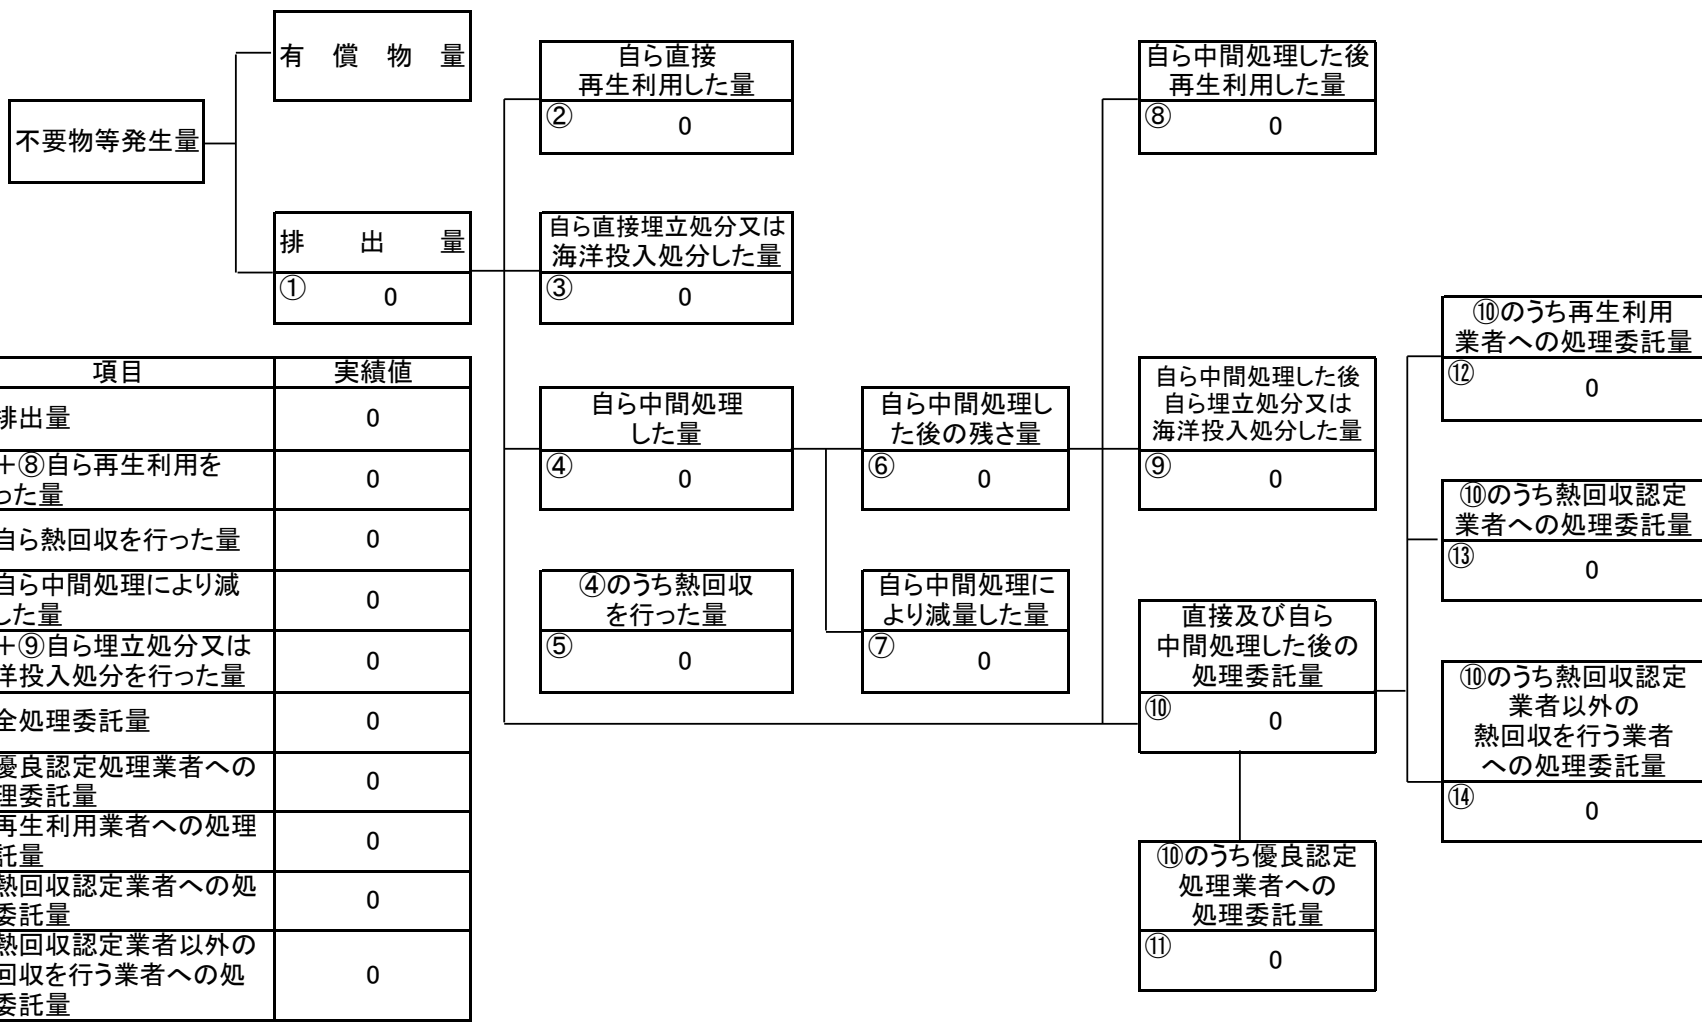 有償物量
不要物等発生量
排出量
①
0
自ら直接
再生利用した量
②
0
自ら直接埋立処分又は
海洋投入処分した量
③
0
自ら中間処理
した量
④
0
④のうち熱回収
を行った量
⑤
0
自ら中間処理し
た後の残さ量
⑥
0
自ら中間処理に
より減量した量
⑦
0
自ら中間処理した後
再生利用した量
⑧
0
自ら中間処理した後
自ら埋立処分又は
海洋投入処分した量
⑨
0
直接及び自ら
中間処理した後の
処理委託量
⑩
0
⑩のうち優良認定
処理業者への
処理委託量
⑪
0
⑩のうち再生利用
業者への処理委託量
⑫
0
⑩のうち熱回収認定
業者への処理委託量
⑬
0
⑩のうち熱回収認定
業者以外の
熱回収を行う業者
への処理委託量
⑭
0
項目 実績値
排出量 0
+⑧自ら再生利用を
った量
0
自ら熱回収を行った量 0
自ら中間処理により減
した量
0
+⑨自ら埋立処分又は
洋投入処分を行った量
0
全処理委託量 0
優良認定処理業者への
理委託量
0
再生利用業者への処理
託量
0
熱回収認定業者への処
委託量
0
熱回収認定業者以外の
回収を行う業者への処
委託量
0